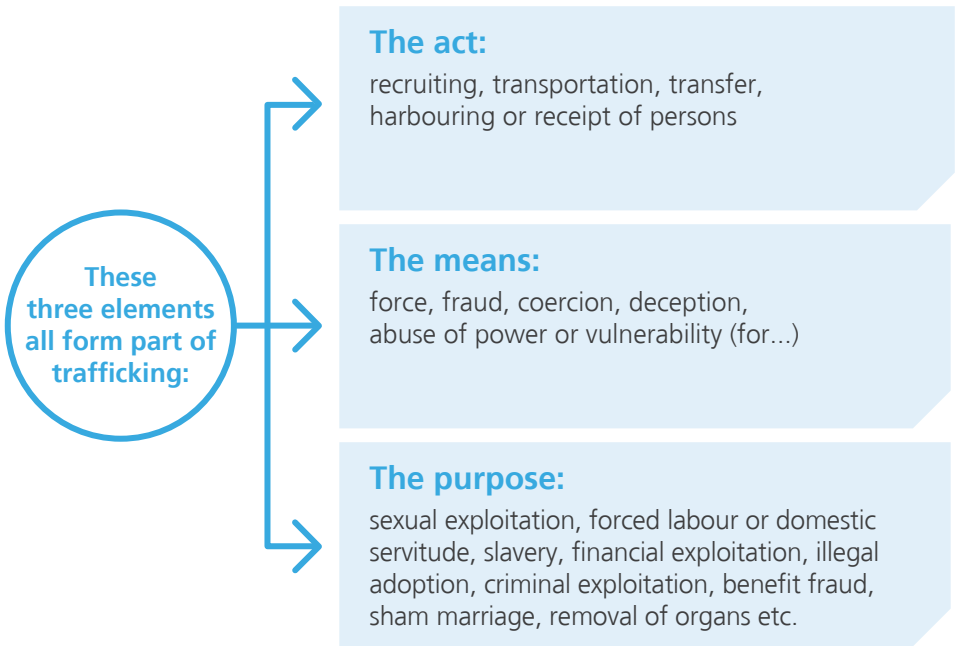 These
three elements
all form part of
trafficking:
The act:
recruiting, transportation, transfer,
harbouring or receipt of persons
The means:
force, fraud, coercion, deception,
abuse of power or vulnerability (for...)
The purpose:
sexual exploitation, forced labour or domestic
servitude, slavery, financial exploitation, illegal
adoption, criminal exploitation, benefit fraud,
sham marriage, removal of organs etc.